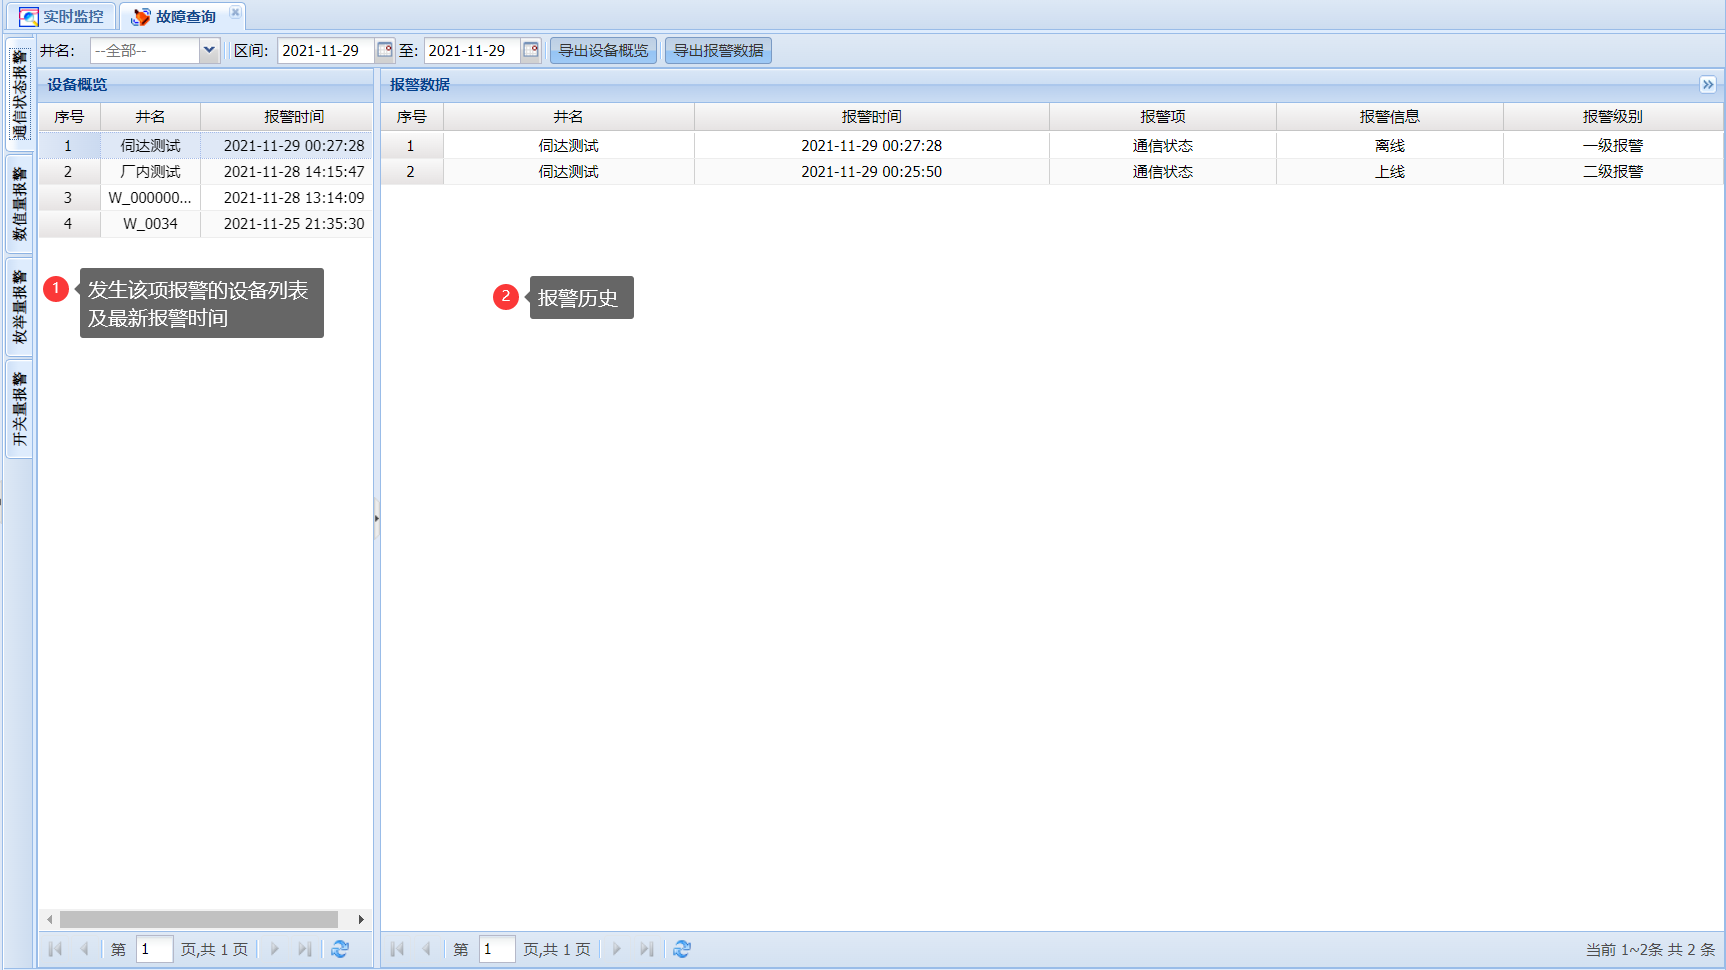 实时监控 故障查询
井名: --全部-- 区间: 2021-11-29 至: 2021-11-29 导出设备概览 导出报警数据
通信状态报警
数值量报警
枚举量报警
开关量报警
设备概览
序号 井名 报警时间
1 伺达测试 2021-11-29 00:27:28
2 厂内测试 2021-11-28 14:15:47
3 W_000000... 2021-11-28 13:14:09
4 W_0034 2021-11-25 21:35:30
1 发生该项报警的设备列表
及最新报警时间
第 1 页,共 1 页
报警数据
序号 井名 报警时间 报警项 报警信息 报警级别
1 伺达测试 2021-11-29 00:27:28 通信状态 离线 一级报警
2 伺达测试 2021-11-29 00:25:50 通信状态 上线 二级报警
2 报警历史
第 1 页,共 1 页 当前 1~2条 共 2 条